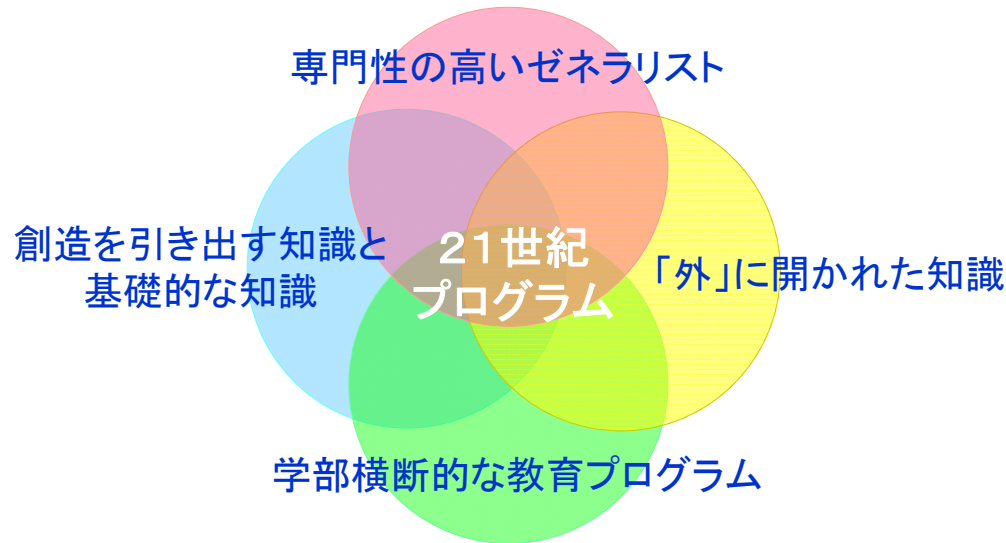 専門性の高いゼネラリスト
創造を引き出す知識と
基礎的な知識
２１世紀
プログラム
「外」に開かれた知識
学部横断的な教育プログラム